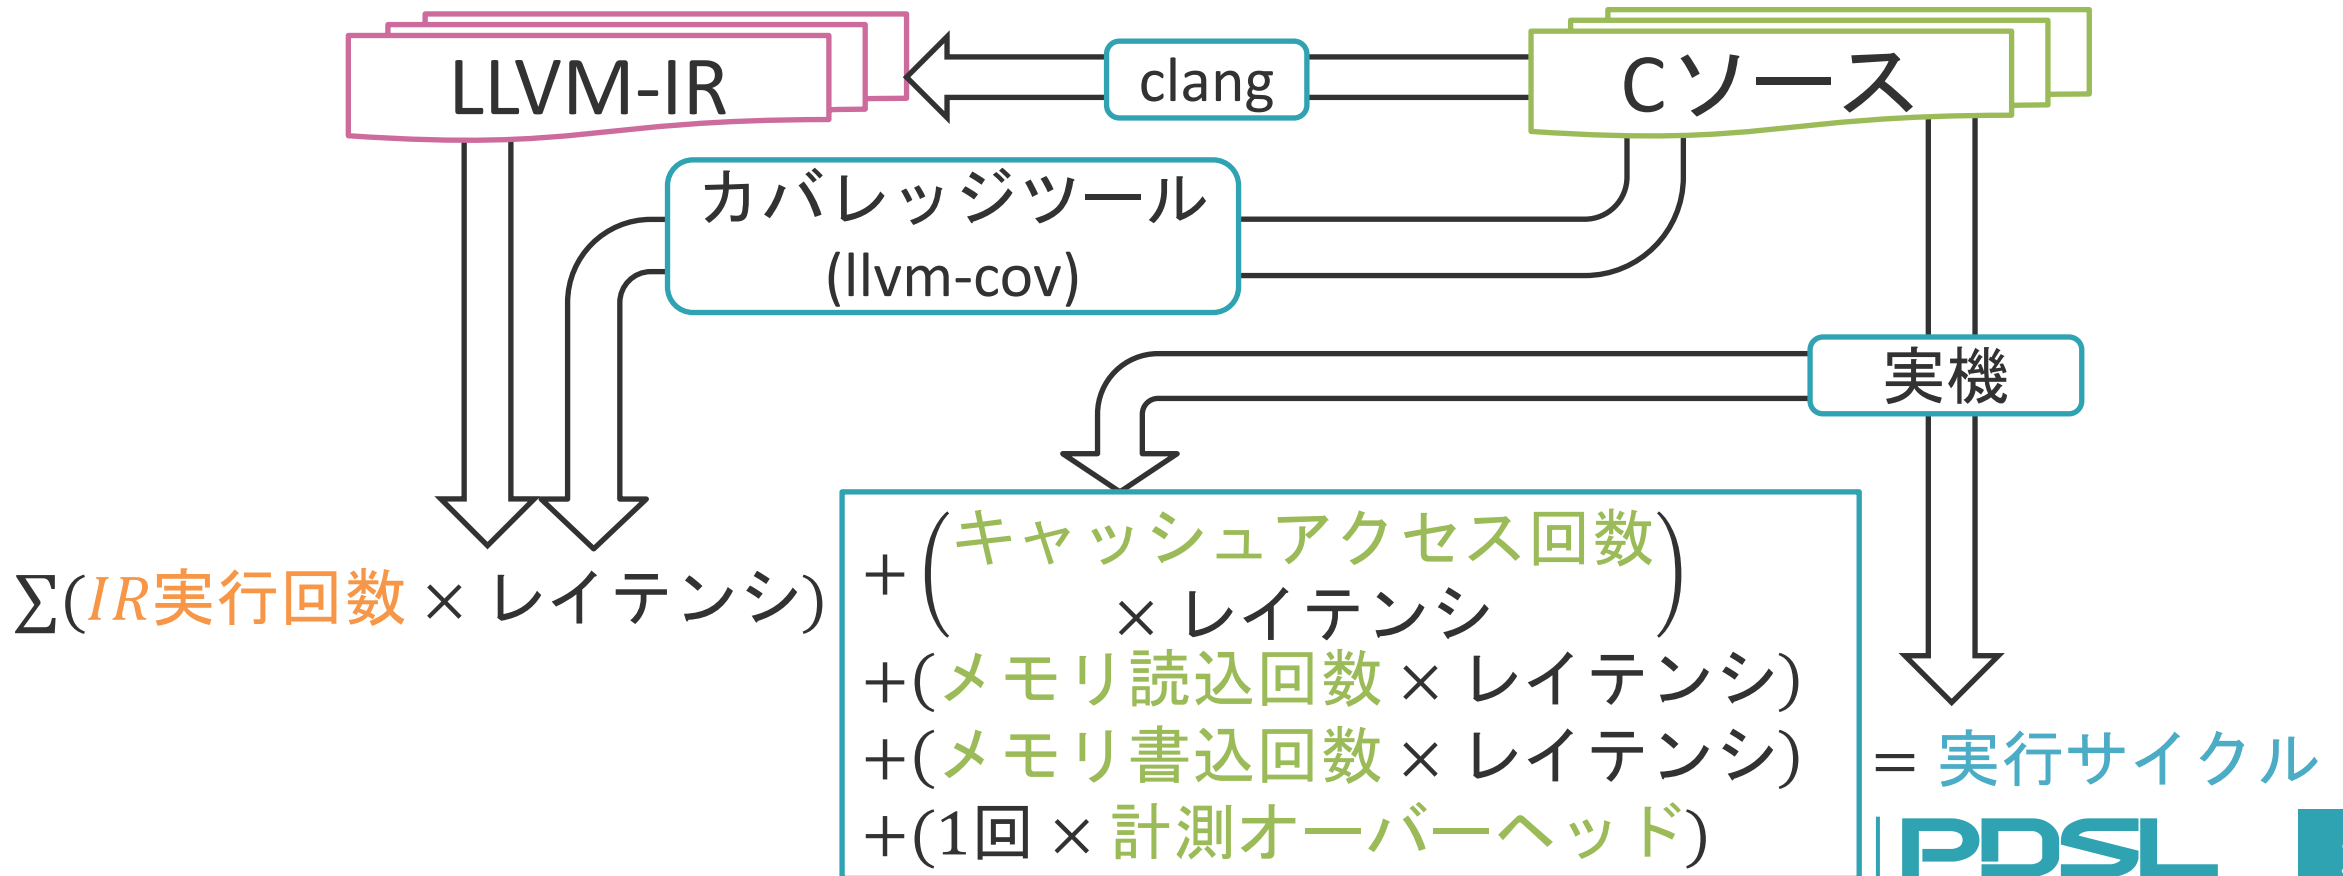 LLVM-IR
clang
Cソース
カバレッジツール
(llvm-cov)
実機
∑(IR実行回数 × レイテンシ)
+(キャッシュアクセス回数
× レイテンシ)
+(メモリ読込回数 × レイテンシ)
+(メモリ書込回数 × レイテンシ)
+(1回 × 計測オーバーヘッド)
= 実行サイクル
PDSL